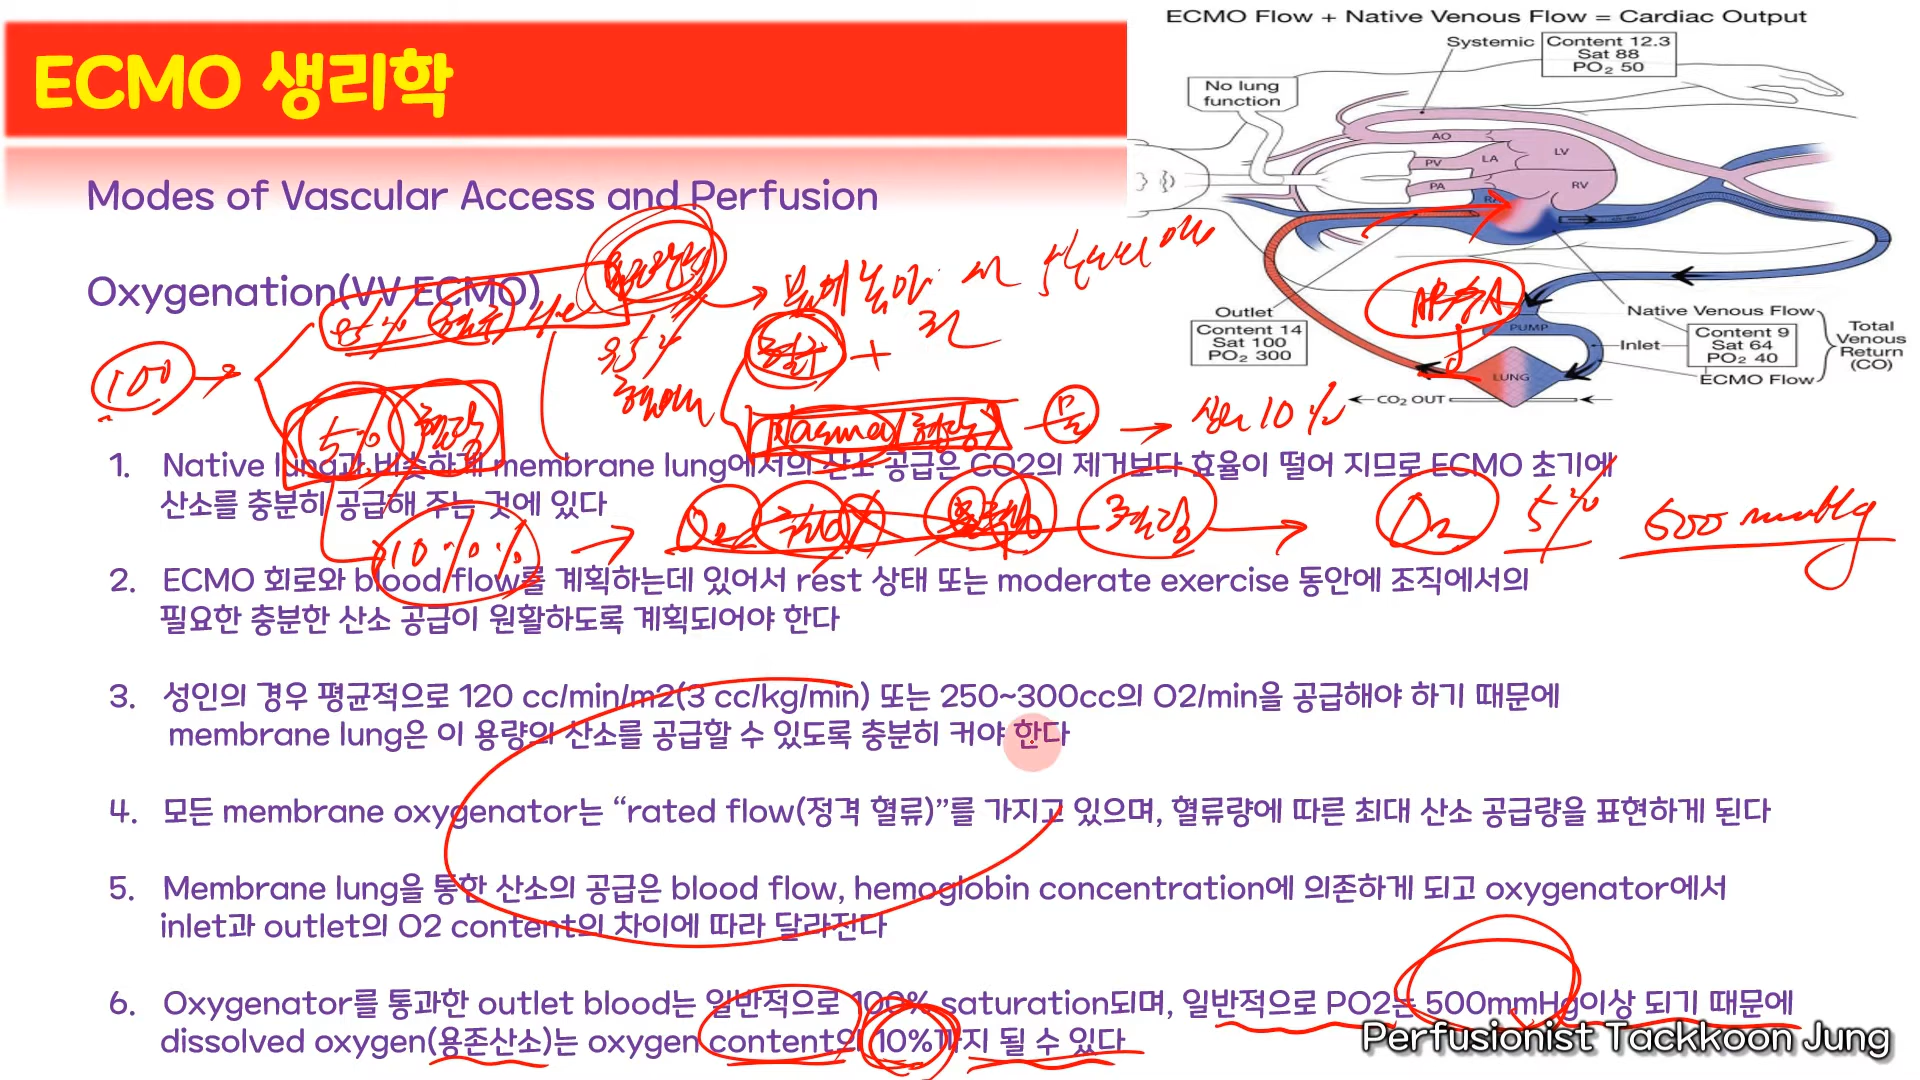 ECMO 생리학
Modes of Vascular Access and Perfusion
Oxygenation(VV ECMO)
ECMO Flow + Native Venous Flow = Cardiac Output
Systemic
Content 12.3
Sat 88
PO₂ 50
No lung
function
AO
LV
PV
LA
PA
RV
Outlet
Content 14
Sat 100
PO₂ 300
Native Venous Flow
PUMP
Inlet
Content 9
Sat 64
PO₂ 40
Total
Venous
Return
(CO)
LUNG
ECMO Flow
CO₂ OUT
100
95%
5%
95%
10%
10%
O2
O2
5%
500 mmHg
1. Native lung과 비슷하게 membrane lung에서의 산소 공급은 CO2의 제거보다 효율이 떨어 지므로 ECMO 초기에
산소를 충분히 공급해 주는 것에 있다
2. ECMO 회로와 blood flow를 계획하는데 있어서 rest 상태 또는 moderate exercise 동안에 조직에서의
필요한 충분한 산소 공급이 원활하도록 계획되어야 한다
3. 성인의 경우 평균적으로 120 cc/min/m2(3 cc/kg/min) 또는 250~300cc의 O2/min을 공급해야 하기 때문에
membrane lung은 이 용량의 산소를 공급할 수 있도록 충분히 커야 한다
4. 모든 membrane oxygenator는 “rated flow(정격 혈류)”를 가지고 있으며, 혈류량에 따른 최대 산소 공급량을 표현하게 된다
5. Membrane lung을 통한 산소의 공급은 blood flow, hemoglobin concentration에 의존하게 되고 oxygenator에서
inlet과 outlet의 O2 content의 차이에 따라 달라진다
6. Oxygenator를 통과한 outlet blood는 일반적으로 100% saturation되며, 일반적으로 PO2는 500mmHg이상 되기 때문에
dissolved oxygen(용존산소)는 oxygen content의 10%까지 될 수 있다
Perfusionist Tackkoon Jung